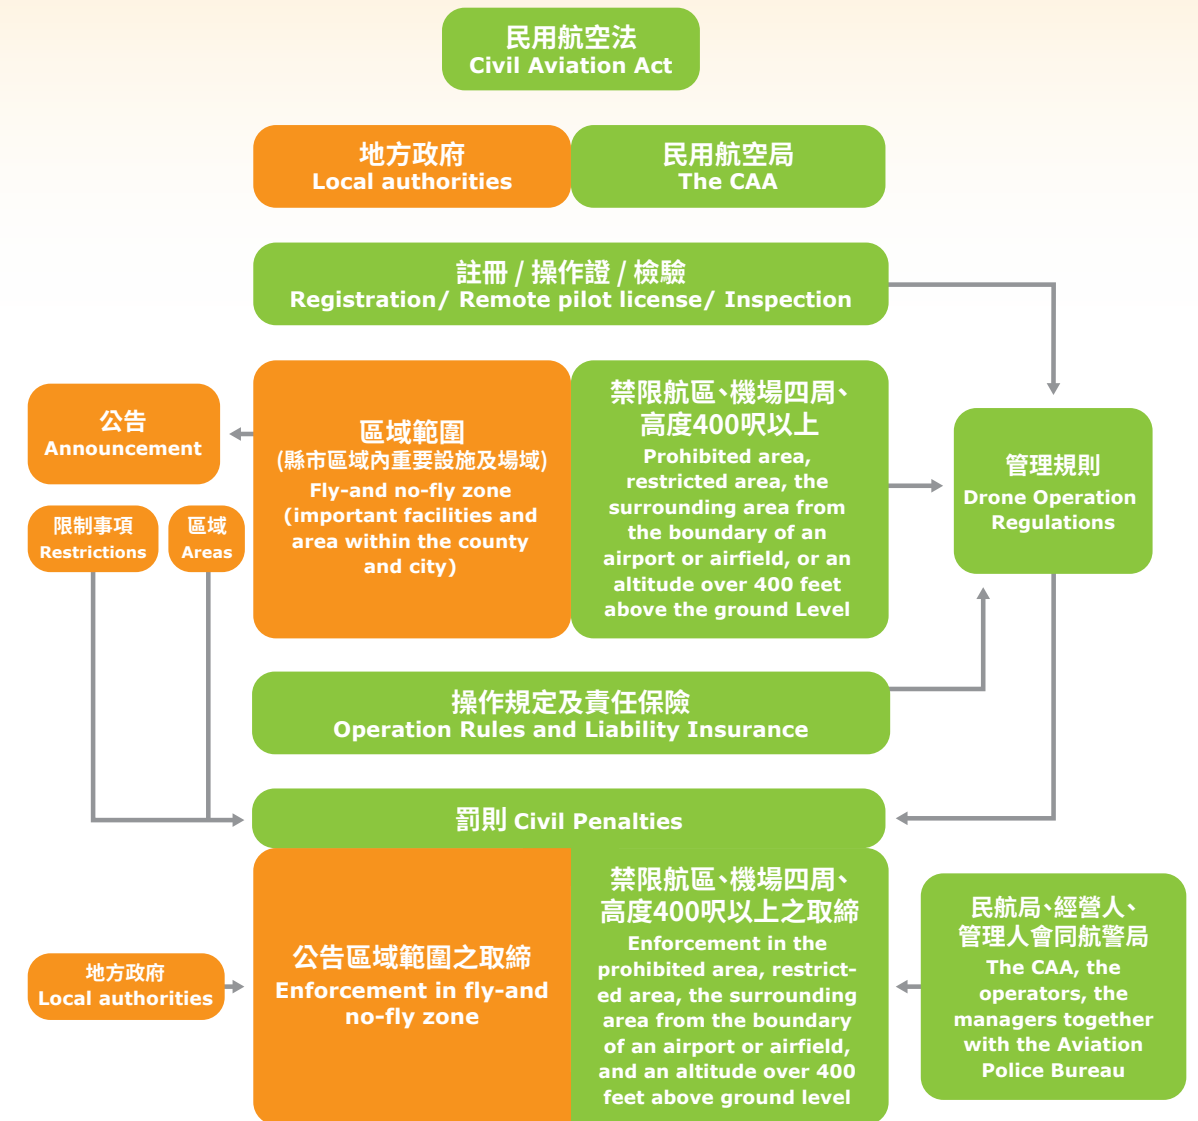 民用航空法
Civil Aviation Act
地方政府
Local authorities
民用航空局
The CAA
註冊 / 操作證 / 檢驗
Registration/ Remote pilot license/ Inspection
公告
Announcement
限制事項
Restrictions
區域
Areas
區域範圍
(縣市區域內重要設施及場域)
Fly-and no-fly zone
(important facilities and
area within the county
and city)
禁限航區、機場四周、
高度400呎以上
Prohibited area,
restricted area, the
surrounding area from
the boundary of an
airport or airfield, or an
altitude over 400 feet
above the ground Level
管理規則
Drone Operation
Regulations
操作規定及責任保險
Operation Rules and Liability Insurance
罰則 Civil Penalties
地方政府
Local authorities
公告區域範圍之取締
Enforcement in fly-and
no-fly zone
禁限航區、機場四周、
高度400呎以上之取締
Enforcement in the
prohibited area, restrict-
ed area, the surrounding
area from the boundary
of an airport or airfield,
and an altitude over 400
feet above ground level
民航局、經營人、
管理人會同航警局
The CAA, the
operators, the
managers together
with the Aviation
Police Bureau